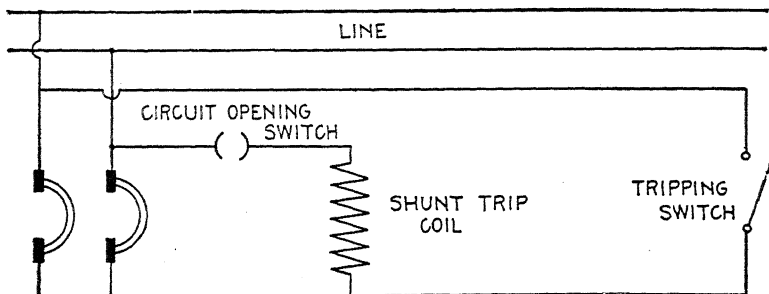 LINE
CIRCUIT OPENING
SWITCH
SHUNT TRIP
COIL
TRIPPING
SWITCH